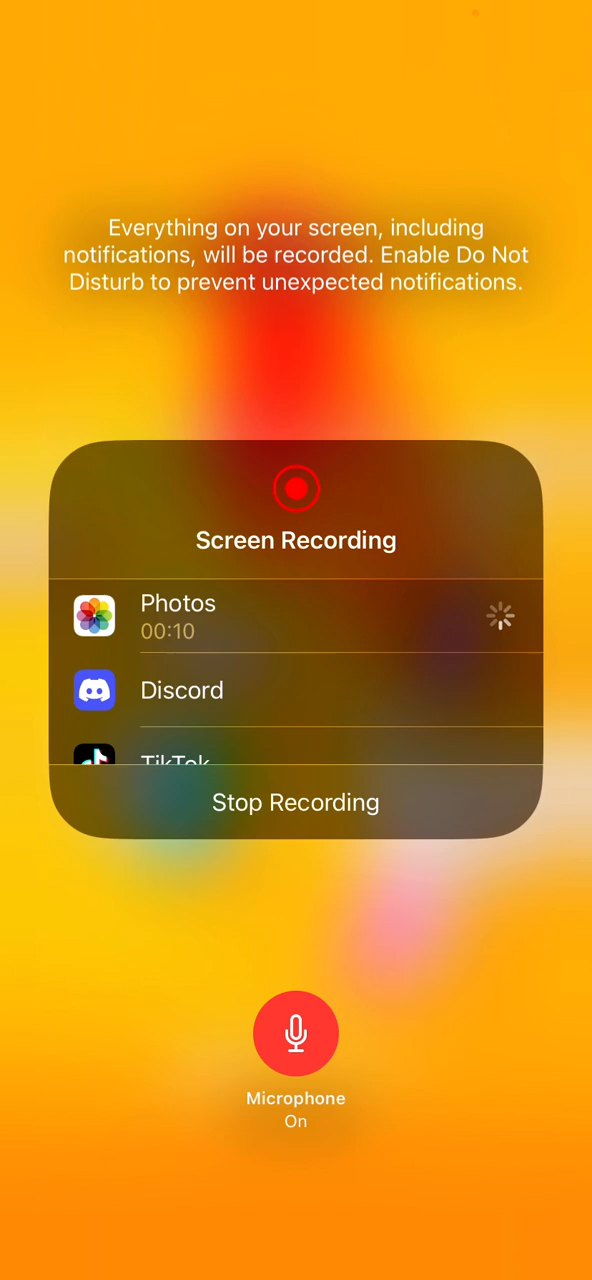 Everything on your screen, including
notifications, will be recorded. Enable Do Not
Disturb to prevent unexpected notifications.
Screen Recording
Photos
00:10
Discord
TikTok
Stop Recording
Microphone
On